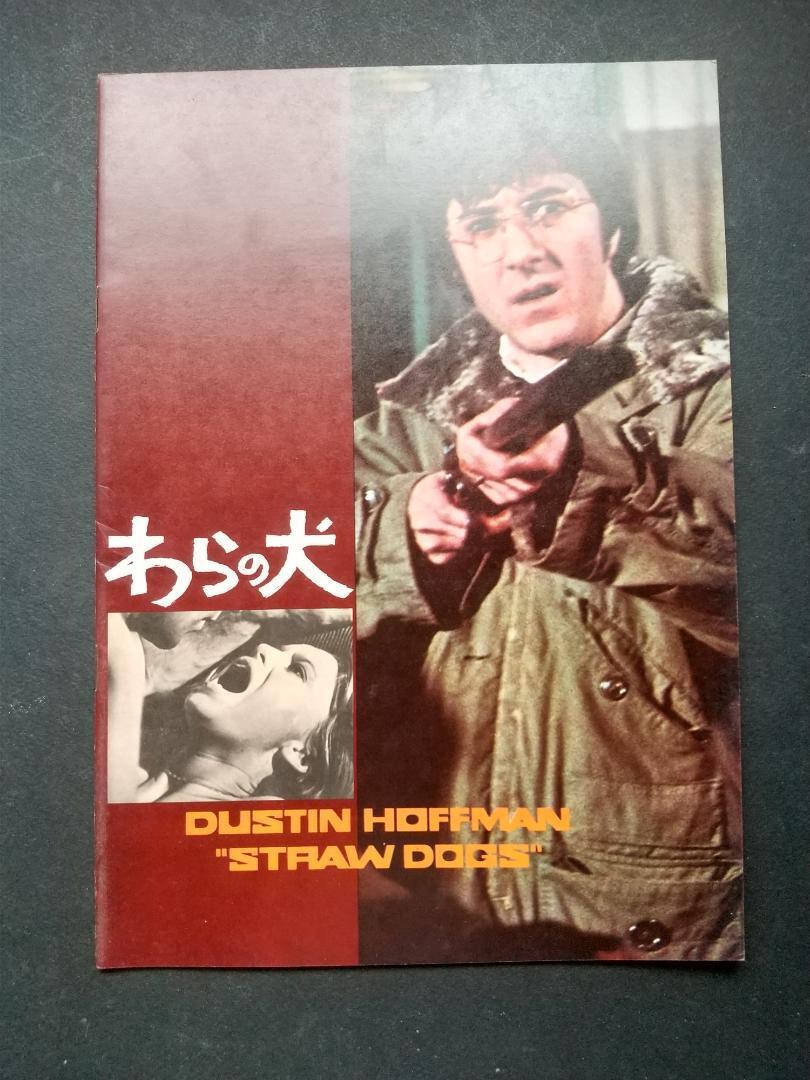 わらの犬
DUSTIN HOFFMAN
"STRAW DOGS"